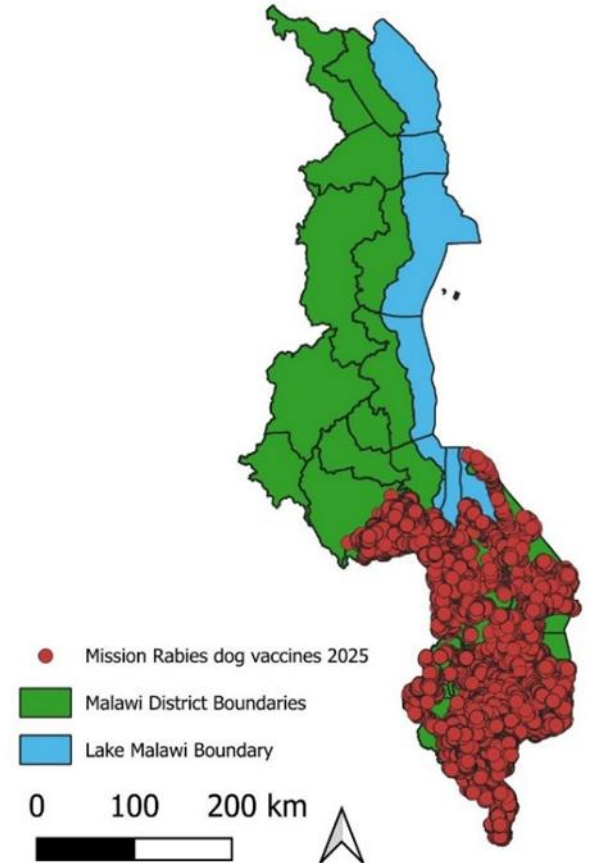 Mission Rabies dog vaccines 2025
Malawi District Boundaries
Lake Malawi Boundary
0 100 200 km